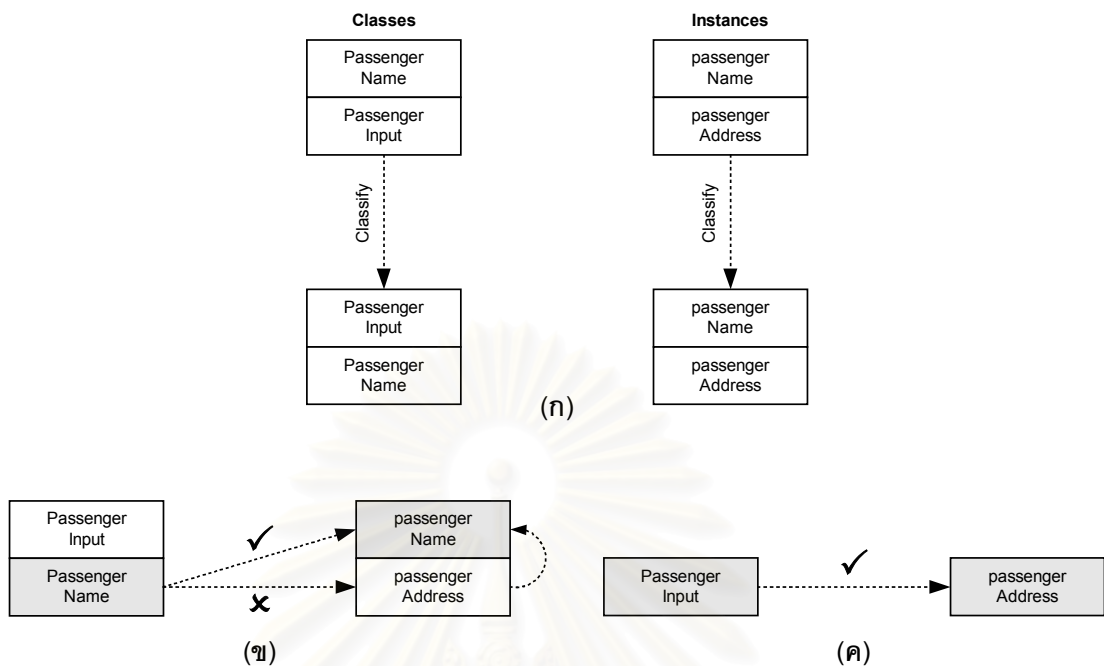 Classes
Instances
Passenger
Name
passenger
Name
Passenger
Input
passenger
Address
Classify
Classify
Passenger
Input
passenger
Name
Passenger
Name
passenger
Address
(ก)
Passenger
Input
passenger
Name
Passenger
Name
passenger
Address
Passenger
Input
passenger
Address
(ข)
(ค)